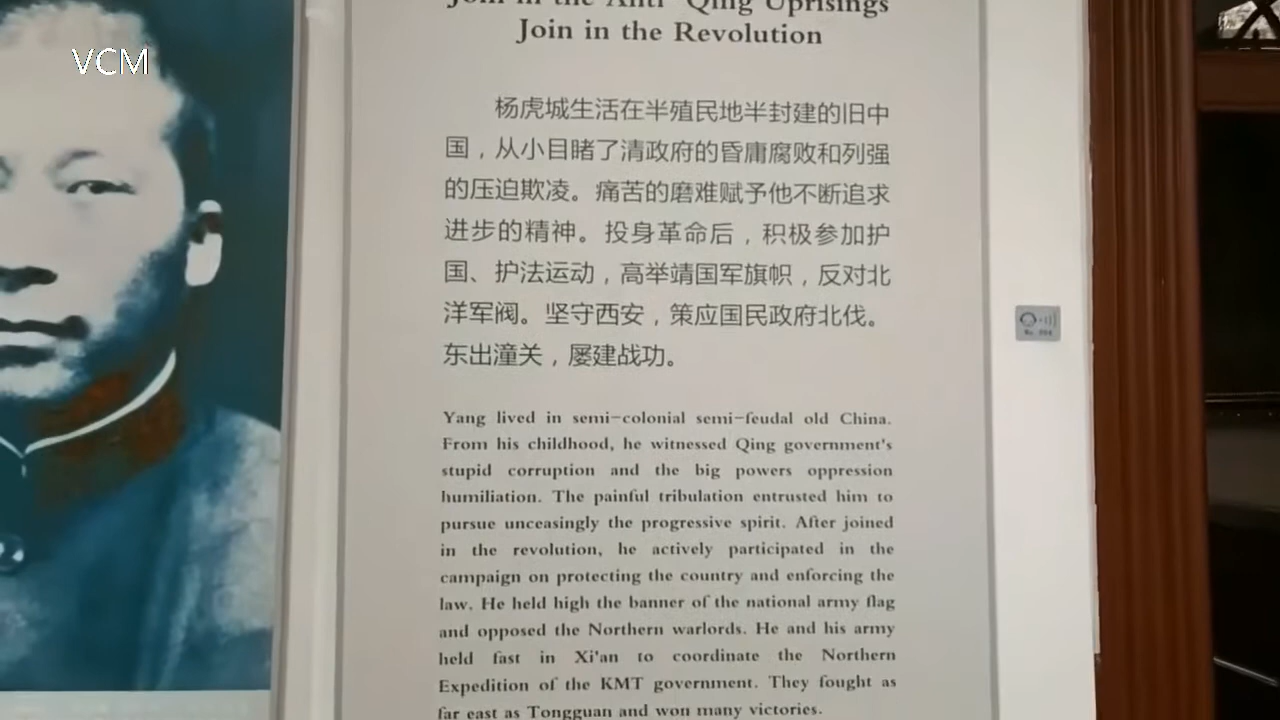 VCM
Join in the Anti-Qing Uprisings
Join in the Revolution
杨虎城生活在半殖民地半封建的旧中
国，从小目睹了清政府的昏庸腐败和列强
的压迫欺凌。痛苦的磨难赋予他不断追求
进步的精神。投身革命后，积极参加护
国、护法运动，高举靖国军旗帜，反对北
洋军阀。坚守西安，策应国民政府北伐。
东出潼关，屡建战功。
Yang lived in semi-colonial semi-feudal old China.
From his childhood, he witnessed Qing government's
stupid corruption and the big powers oppression
humiliation. The painful tribulation entrusted him to
pursue unceasingly the progressive spirit. After joined
in the revolution, he actively participated in the
campaign on protecting the country and enforcing the
law. He held high the banner of the national army flag
and opposed the Northern warlords. He and his army
held fast in Xi'an to coordinate the Northern
Expedition of the KMT government. They fought as
far east as Tongguan and won many victories.